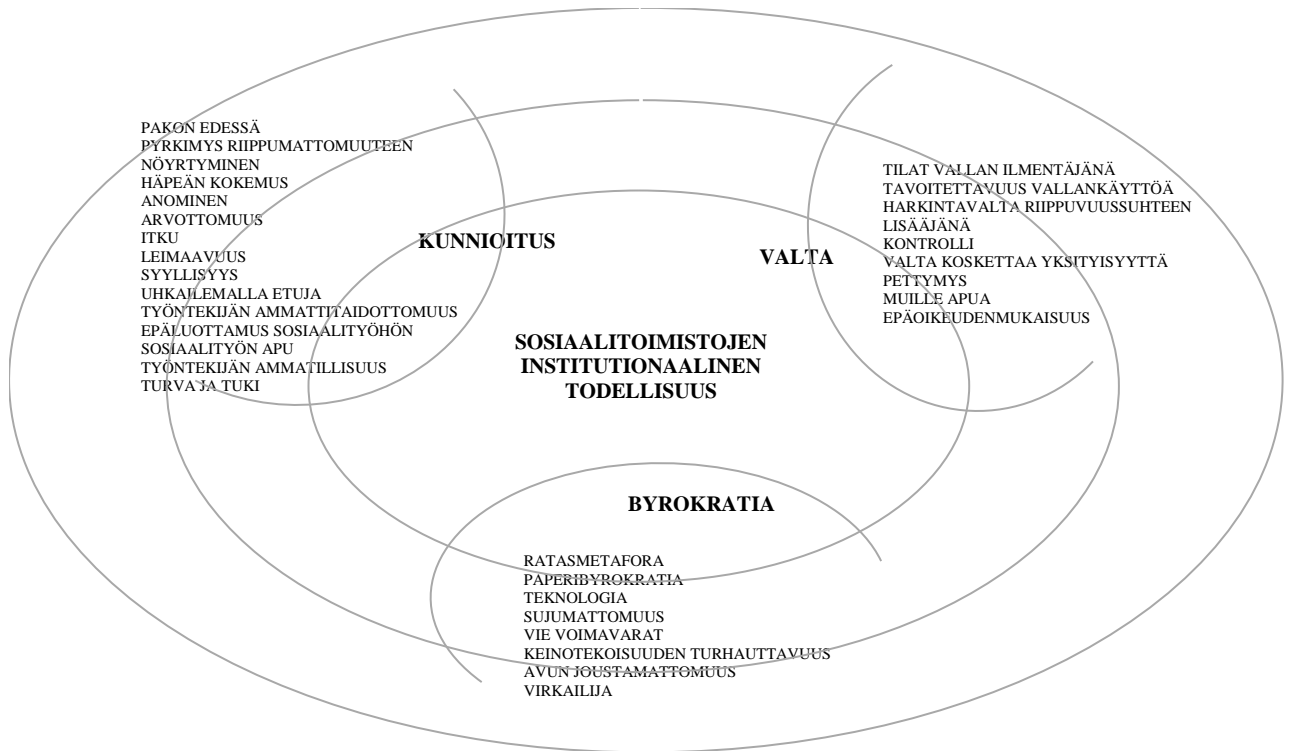 PAKON EDESSÄ
PYRKIMYS RIIPPUMATTOMUUTEEN
NÖYRTYMINEN
HÄPEÄN KOKEMUS
ANOMINEN
ARVOTTOMUUS
ITKU
LEIMAAVUUS
SYYLLISYYS
UHKAILEMALLA ETUJA
TYÖNTEKIJÄN AMMATTITAIDOTTOMUUS
EPÄLUOTTAMUS SOSIAALITYÖHÖN
SOSIAALITYÖN APU
TYÖNTEKIJÄN AMMATILLISUUS
TURVA JA TUKI
KUNNIOITUS
VALTA
TILAT VALLAN ILMENTÄJÄNÄ
TAVOITETTAVUUS VALLANKÄYTTÖÄ
HARKINTAVALTA RIIPPUVUUSSUHTEEN
LISÄÄJÄNÄ
KONTROLLI
VALTA KOSKETTAA YKSITYISYYTTÄ
PETTYMYS
MUILLE APUA
EPÄOIKEUDENMUKAISUUS
SOSIAALITOIMISTOJEN
INSTITUTIONAALINEN
TODELLISUUS
BYROKRATIA
RATASMETAFORA
PAPERIBYROKRATIA
TEKNOLOGIA
SUJUMATTOMUUS
VIE VOIMAVARAT
KEINOTEKOISUUDEN TURHAUTTAVUUS
AVUN JOUSTAMATTOMUUS
VIRKAILIJA